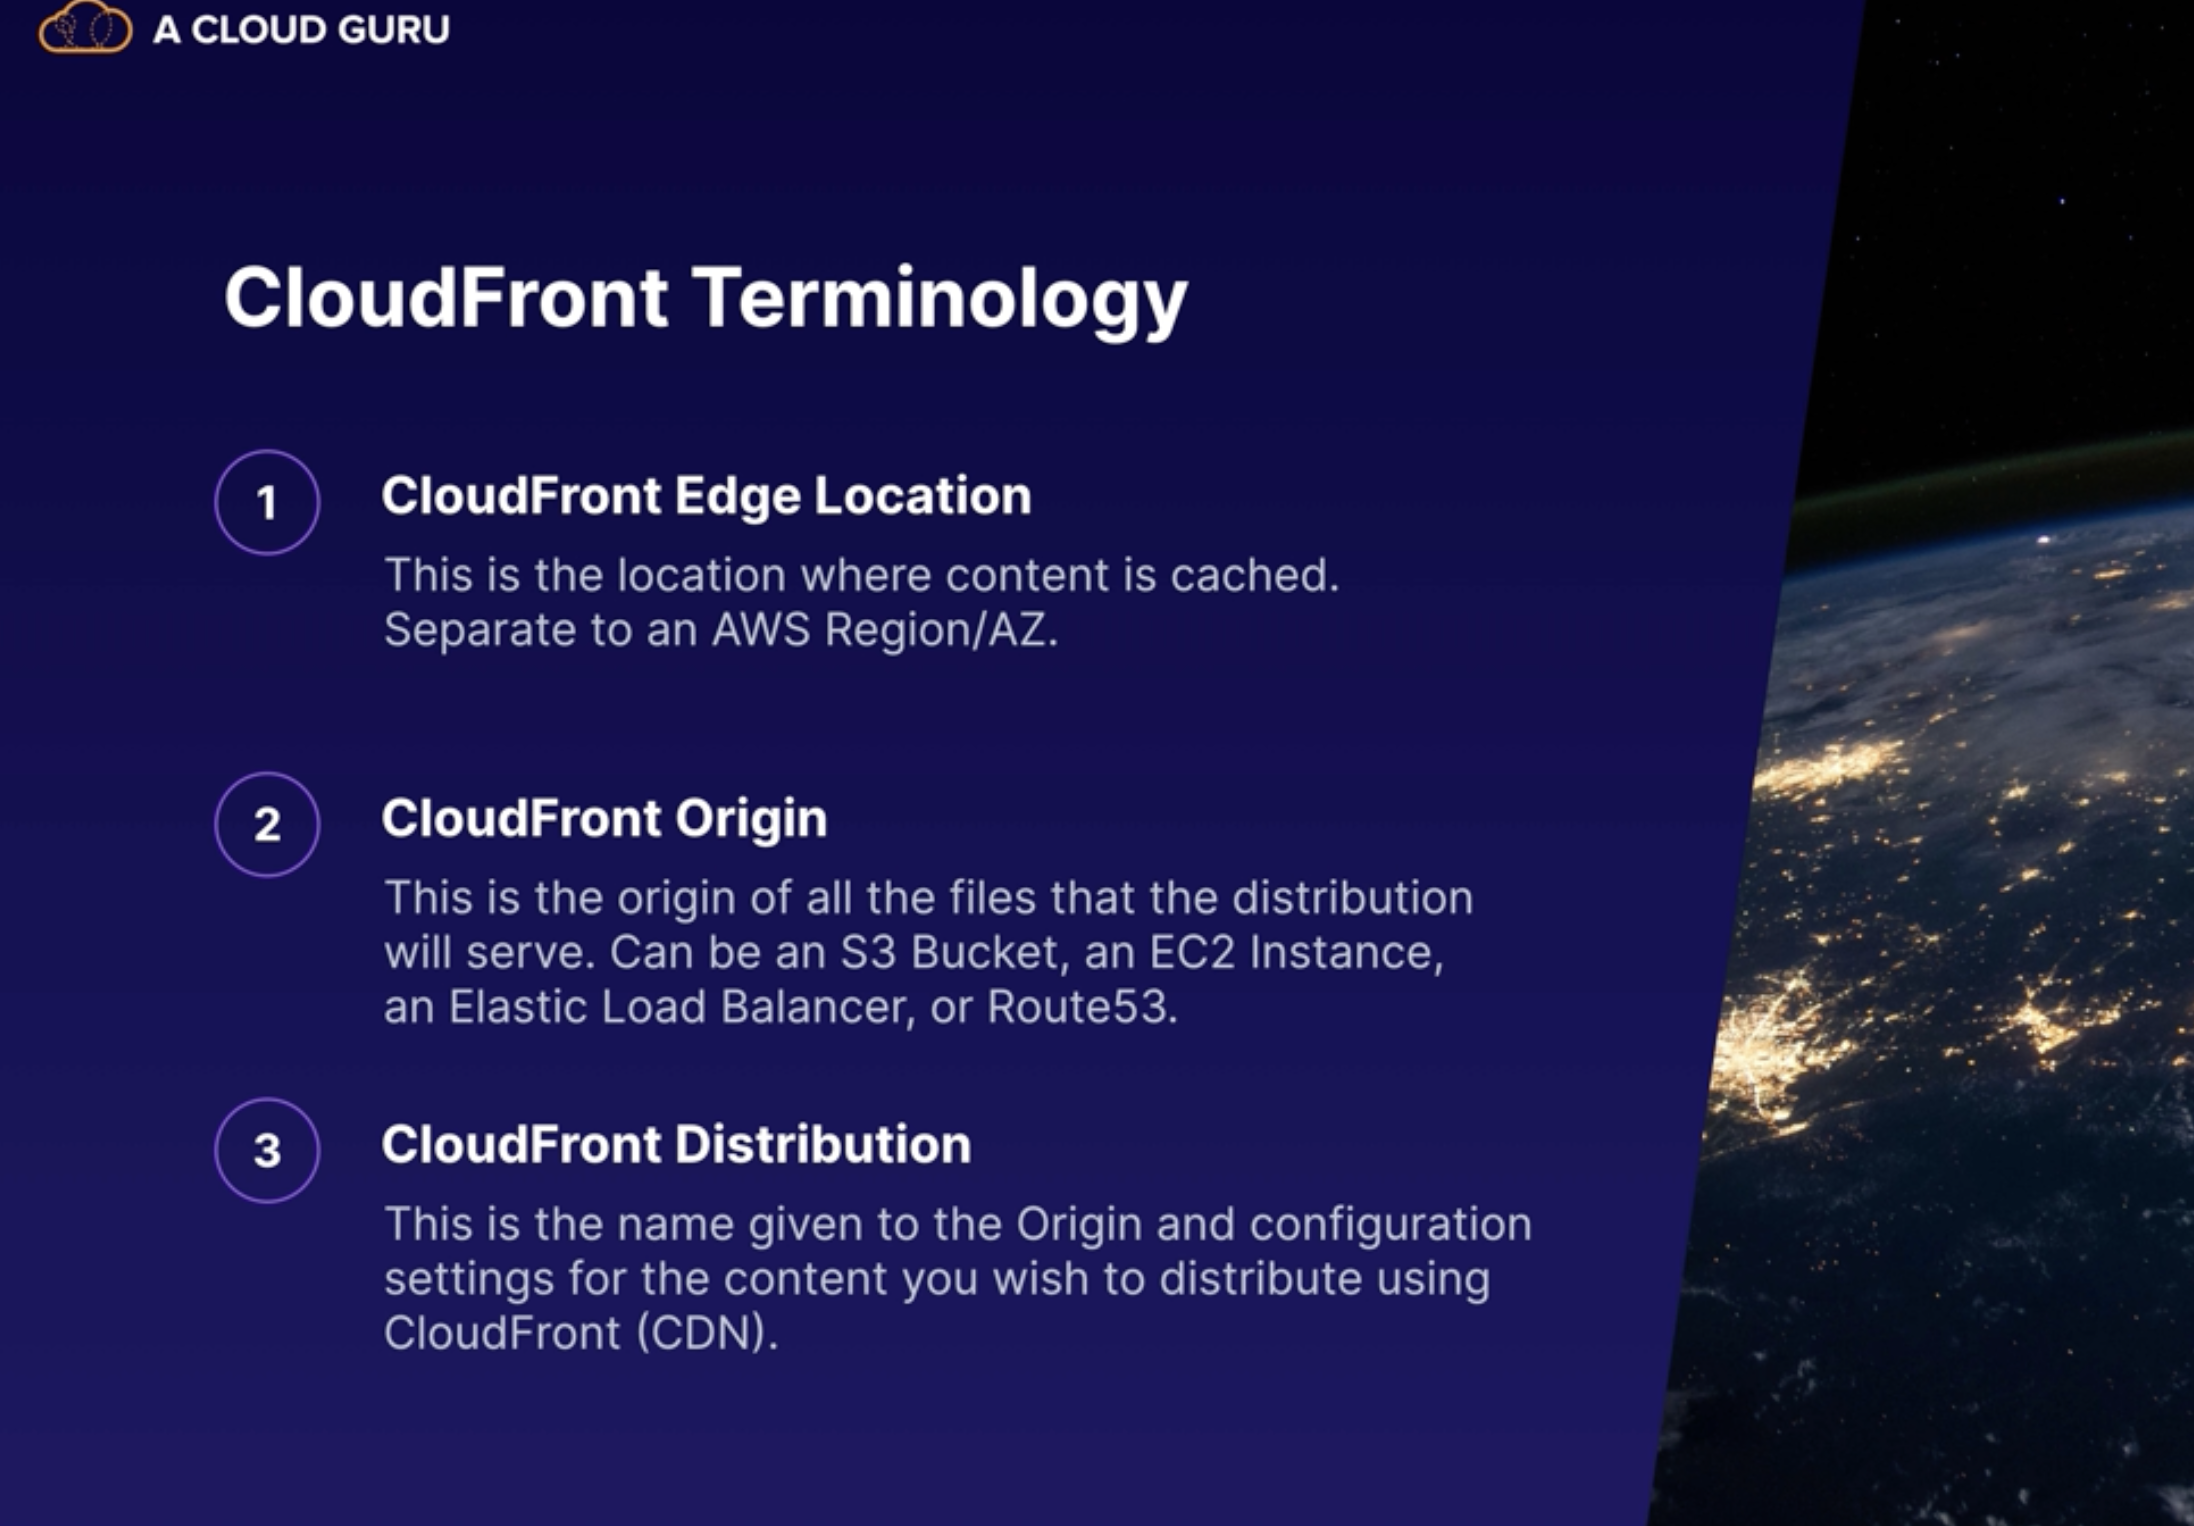 A CLOUD GURU
CloudFront Terminology
1
CloudFront Edge Location
This is the location where content is cached.
Separate to an AWS Region/AZ.
2
CloudFront Origin
This is the origin of all the files that the distribution
will serve. Can be an S3 Bucket, an EC2 Instance,
an Elastic Load Balancer, or Route53.
3
CloudFront Distribution
This is the name given to the Origin and configuration
settings for the content you wish to distribute using
CloudFront (CDN).